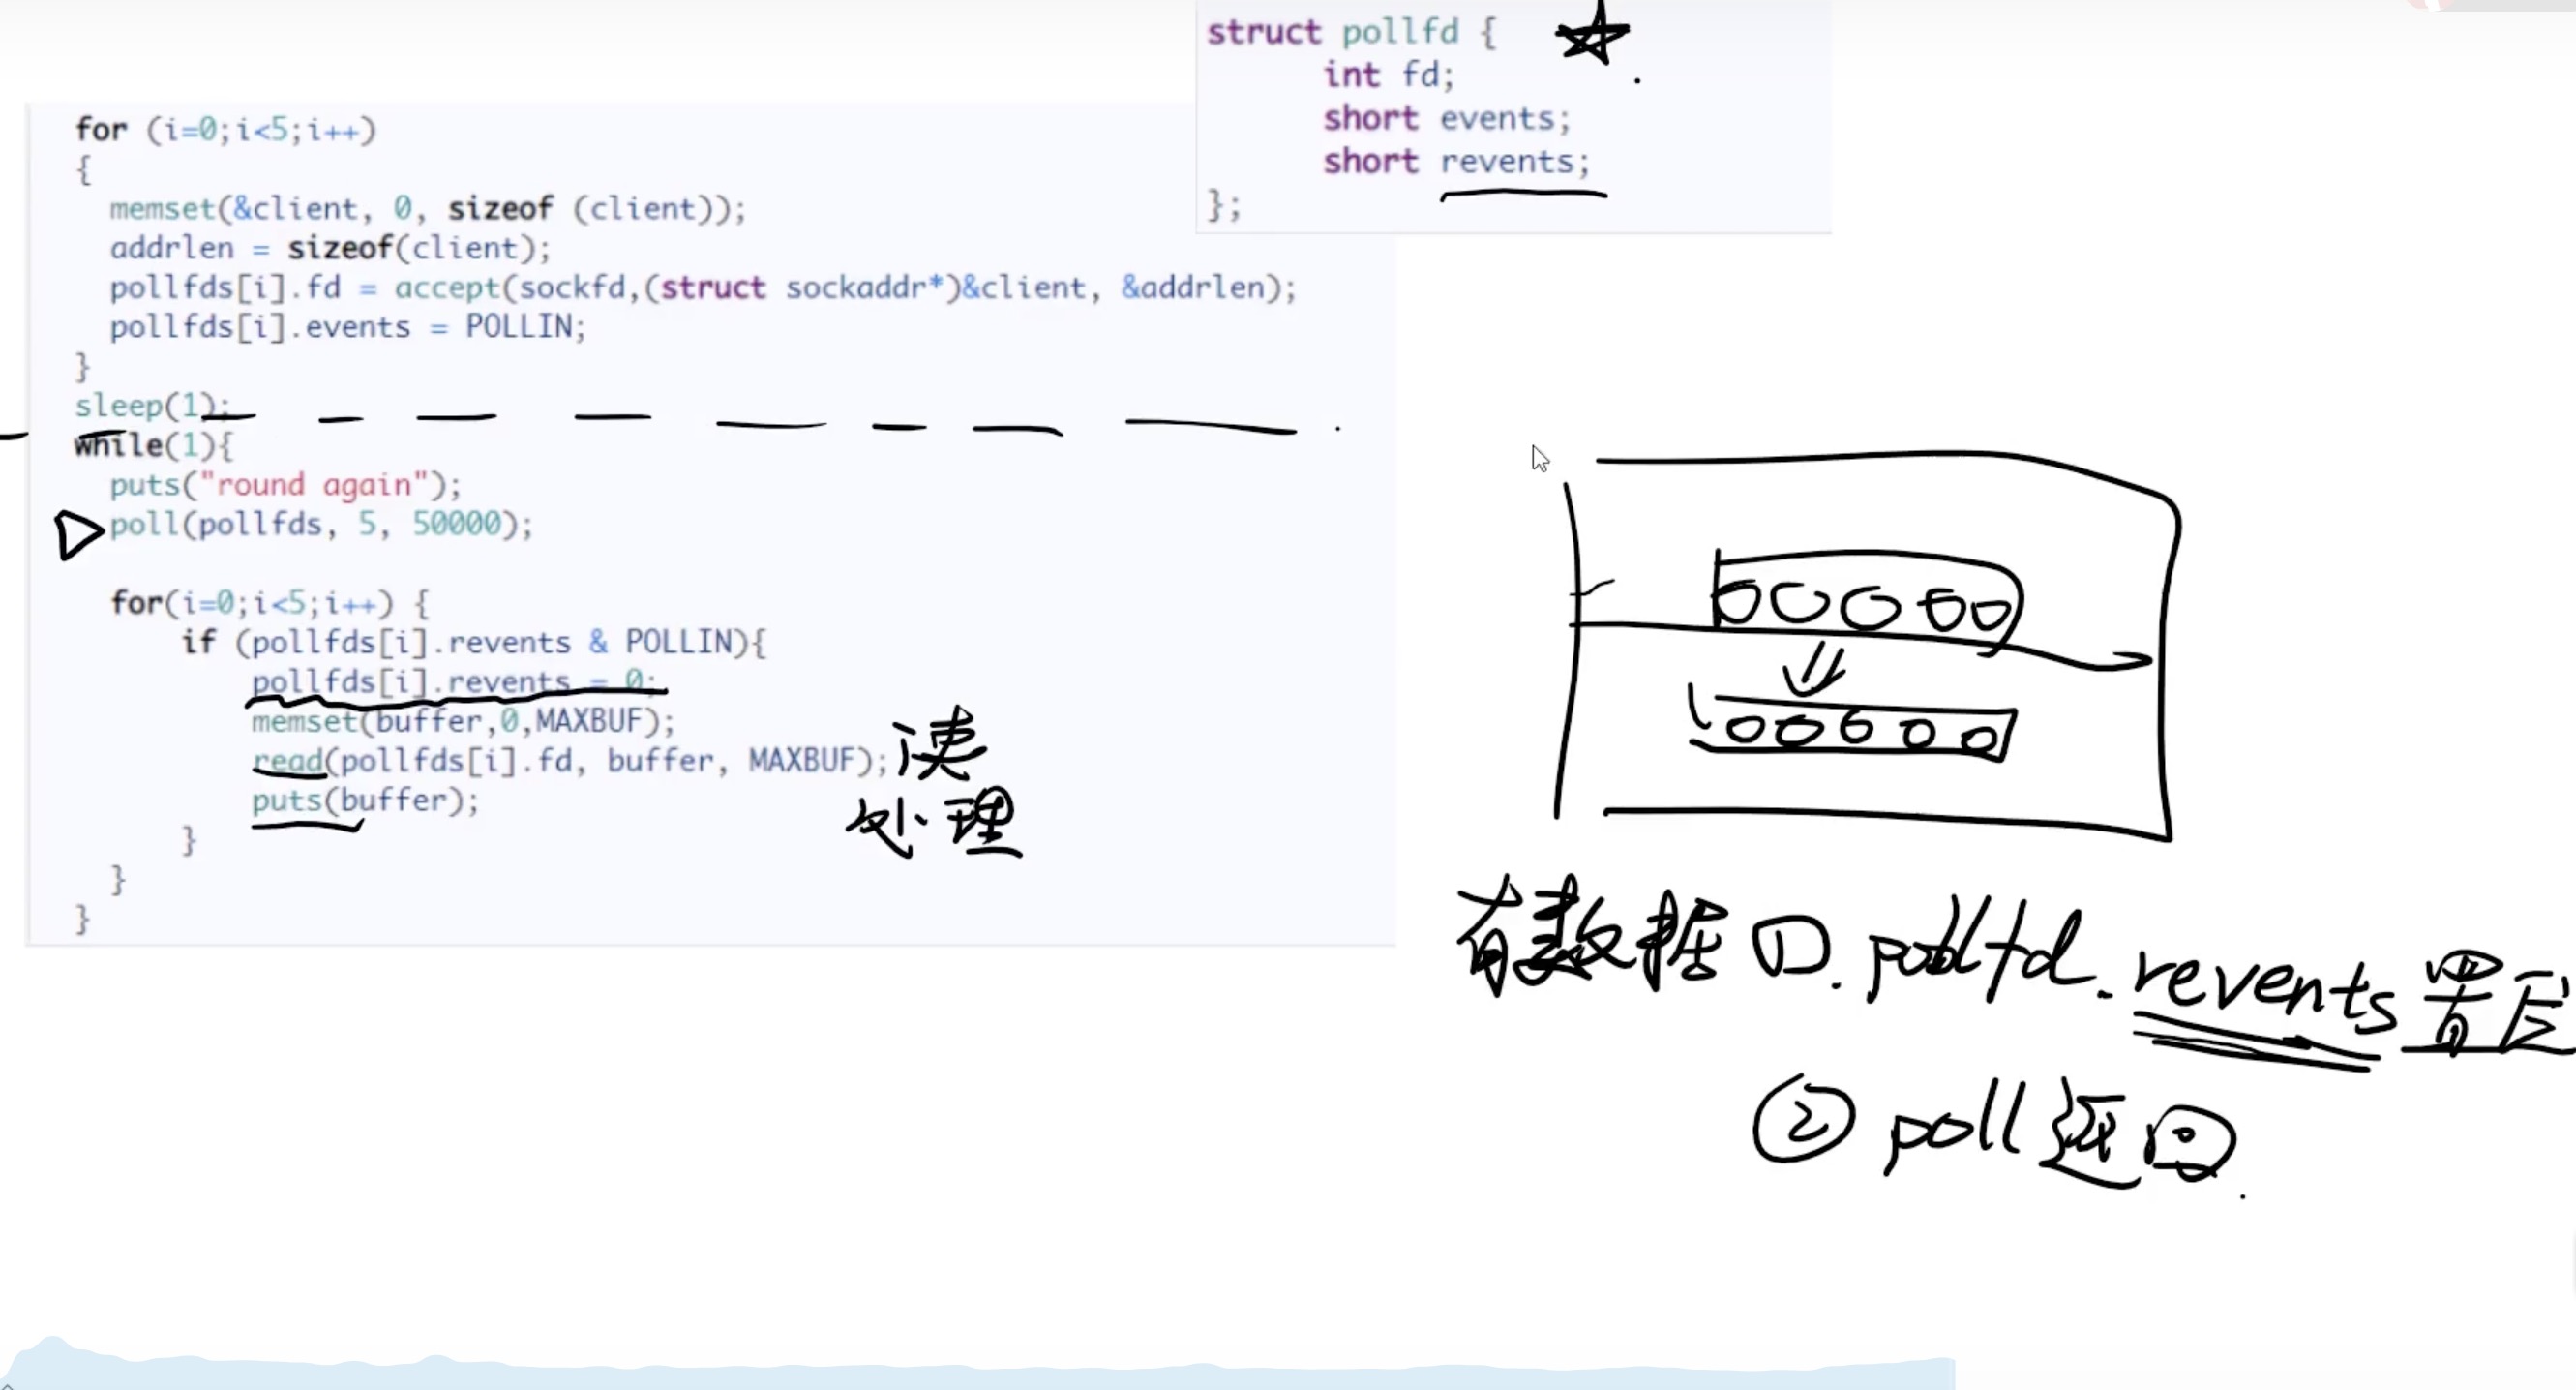 struct pollfd {
int fd;
short events;
short revents;
};
for (i=0;i<5;i++)
{
memset(&client, 0, sizeof (client));
addrlen = sizeof(client);
pollfds[i].fd = accept(sockfd,(struct sockaddr*)&client, &addrlen);
pollfds[i].events = POLLIN;
}
sleep(1);
while(1){
puts("round again");
poll(pollfds, 5, 50000);
for(i=0;i<5;i++) {
if (pollfds[i].revents & POLLIN){
pollfds[i].revents = 0;
memset(buffer,0,MAXBUF);
read(pollfds[i].fd, buffer, MAXBUF);
puts(buffer);
}
}
}
读
处理
00000
00000
有数据 ①. pollfd. revents 置位
② poll 返回.